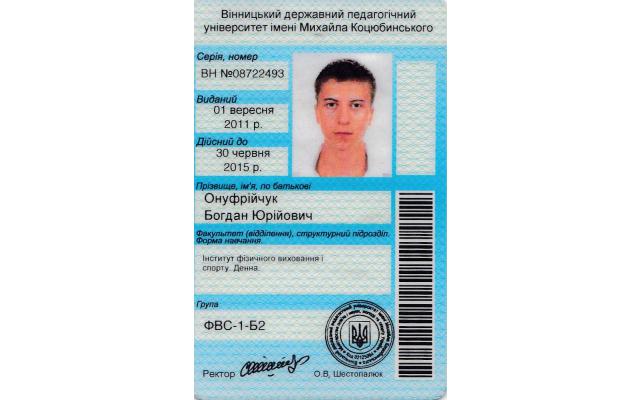 Вінницький державний педагогічний
університет імені Михайла Коцюбинського
Серія, номер
ВН №08722493
Виданий
01 вересня
2011 р.
Дійсний до
30 червня
2015 р.
Прізвище, ім'я, по батькові
Онуфрійчук
Богдан Юрійович
Факультет (відділення), структурний підрозділ.
Форма навчання.
Інститут фізичного виховання і
спорту. Денна.
Група
ФВС-1-Б2
Ректор
О.В, Шестопалюк